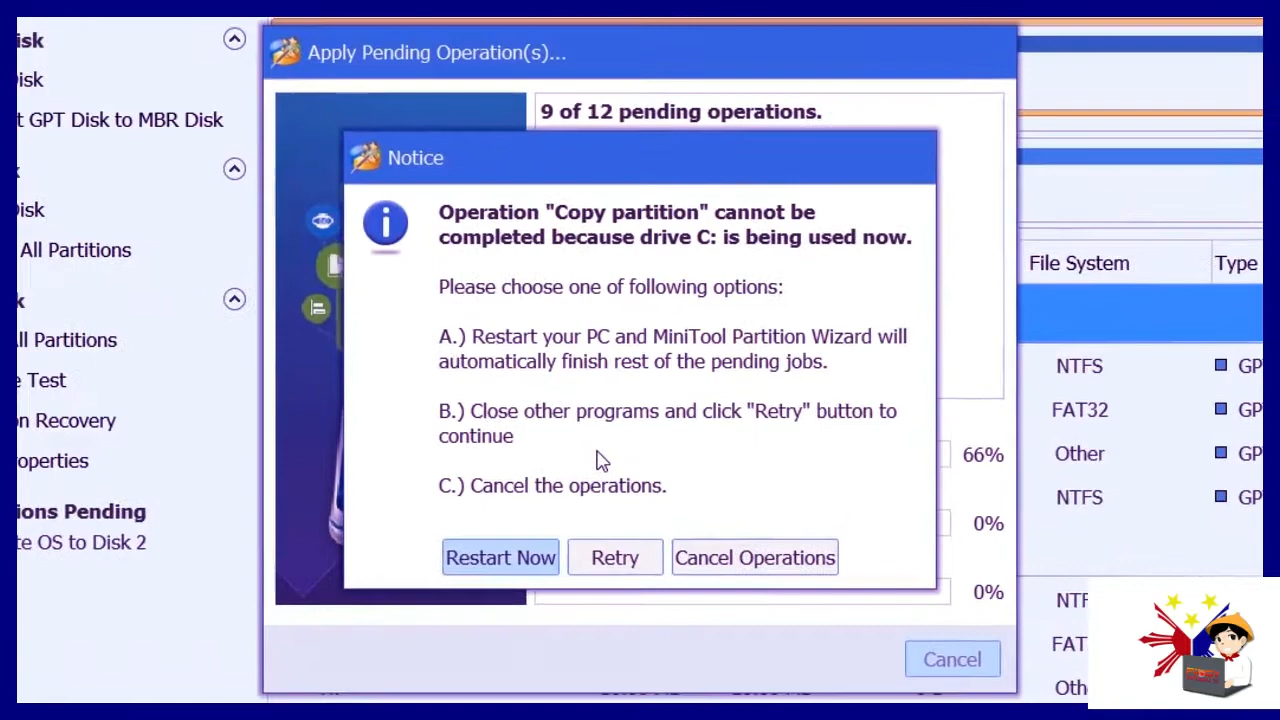 isk
Apply Pending Operation(s)...
isk
9 of 12 pending operations.
t GPT Disk to MBR Disk
Notice
Disk
Operation "Copy partition" cannot be
completed because drive C: is being used now.
All Partitions
File System
Type
Please choose one of following options:
A.) Restart your PC and MiniTool Partition Wizard will
automatically finish rest of the pending jobs.
k
ll Partitions
NTFS
GP
e Test
B.) Close other programs and click "Retry" button to
continue
FAT32
GP
on Recovery
roperties
66%
Other
GP
C.) Cancel the operations.
NTFS
GP
ions Pending
te OS to Disk 2
0%
Restart Now
Retry
Cancel Operations
0%
NTF
FAT
Cancel
Oth